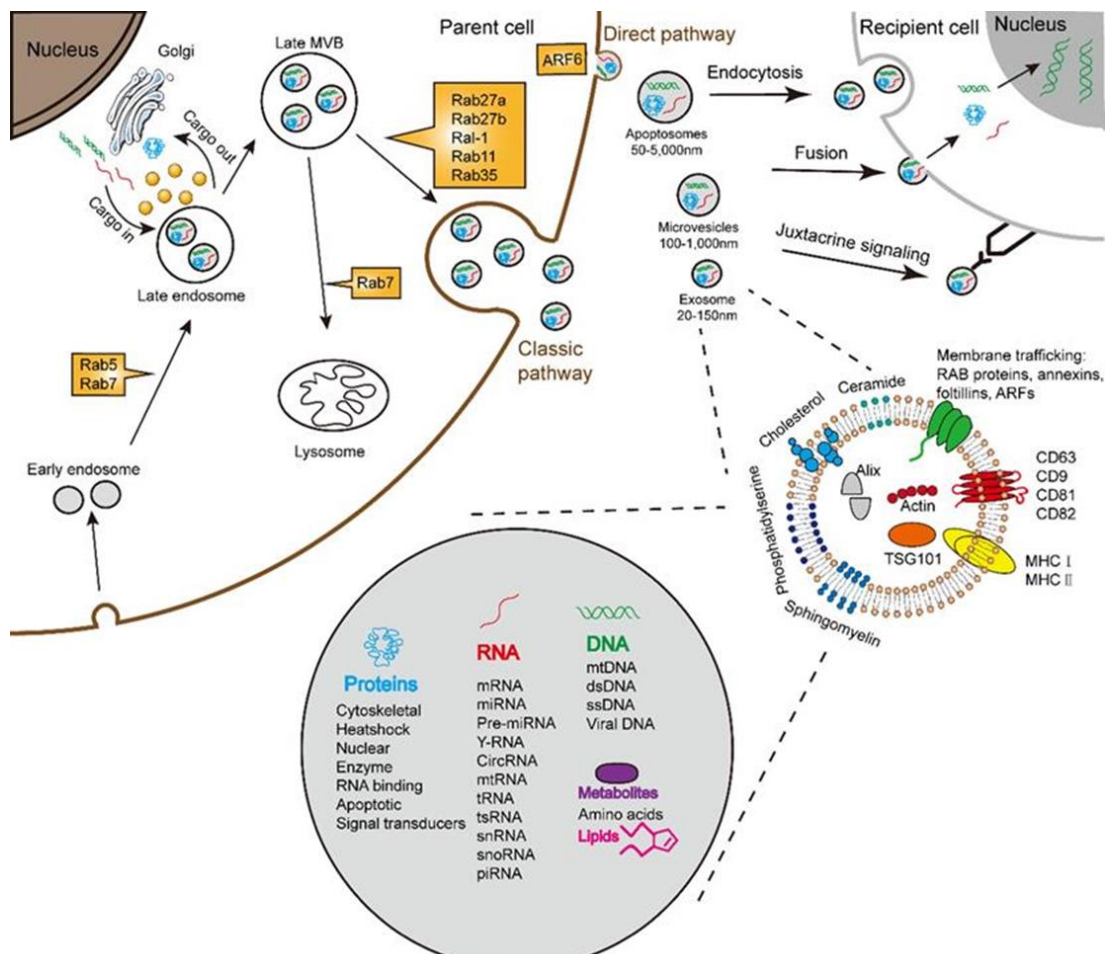 Nucleus
Golgi
Late MVB
Parent cell
ARF6
Direct pathway
Recipient cell
Nucleus
Cargo out
Cargo in
Rab27a
Rab27b
Ral-1
Rab11
Rab35
Apoptosomes
50-5,000nm
Endocytosis
Fusion
Microvesicles
100-1,000nm
Juxtacrine signaling
Exosome
20-150nm
Late endosome
Rab7
Classic
pathway
Rab5
Rab7
Lysosome
Early endosome
Membrane trafficking:
RAB proteins, annexins,
foltillins, ARFs
Ceramide
Cholesterol
Phosphatidylserine
Sphingomyelin
Alix
Actin
TSG101
CD63
CD9
CD81
CD82
MHC Ⅰ
MHC Ⅱ
Proteins
Cytoskeletal
Heatshock
Nuclear
Enzyme
RNA binding
Apoptotic
Signal transducers
RNA
mRNA
miRNA
Pre-miRNA
Y-RNA
CircRNA
mtRNA
tRNA
tsRNA
snRNA
snoRNA
piRNA
DNA
mtDNA
dsDNA
ssDNA
Viral DNA
Metabolites
Amino acids
Lipids